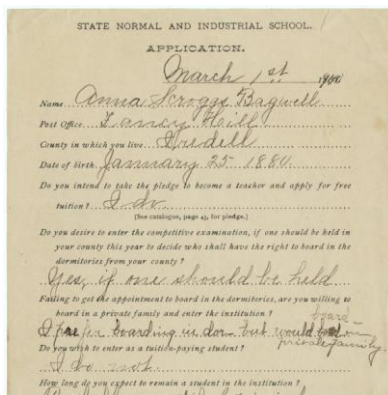 STATE NORMAL AND INDUSTRIAL SCHOOL.
APPLICATION.
March 1st 1900
Name Anna Scroggs Bagwell
Post Office Fancy Hill
County in which you live Iredell
Date of birth January 25 1880
Do you intend to take the pledge to become a teacher and apply for free
tuition? I do
[See catalogue, page 43, for pledge.]
Do you desire to enter the competitive examination, if one should be held in
your county this year to decide who shall have the right to board in the
dormitories from your county?
Yes, if one should be held
Failing to get the appointment to board in the dormitories, are you willing to
board in a private family and enter the institution?
board in
I prefer boarding in dor- but would
private family.
Do you wish to enter as a tuition-paying student?
I do not.
How long do you expect to remain a student in the institution?